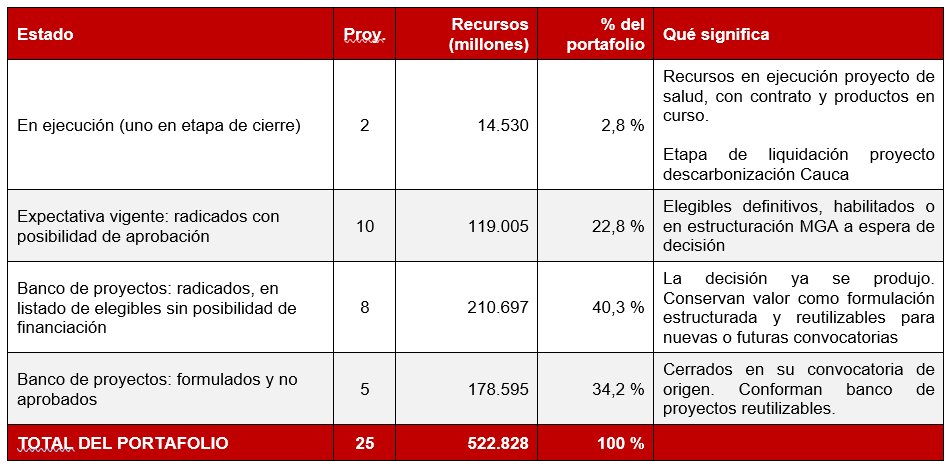 Estado
Proy.
Recursos
(millones)
% del
portafolio
Qué significa
En ejecución (uno en etapa de cierre)
2
14.530
2,8 %
Recursos en ejecución proyecto de
salud, con contrato y productos en
curso.
Etapa de liquidación proyecto
descarbonización Cauca
Expectativa vigente: radicados con
posibilidad de aprobación
10
119.005
22,8 %
Elegibles definitivos, habilitados o
en estructuración MGA a espera de
decisión
Banco de proyectos: radicados, en
listado de elegibles sin posibilidad de
financiación
8
210.697
40,3 %
La decisión ya se produjo.
Conservan valor como formulación
estructurada y reutilizables para
nuevas o futuras convocatorias
Banco de proyectos: formulados y no
aprobados
5
178.595
34,2 %
Cerrados en su convocatoria de
origen. Conforman banco de
proyectos reutilizables.
TOTAL DEL PORTAFOLIO
25
522.828
100 %